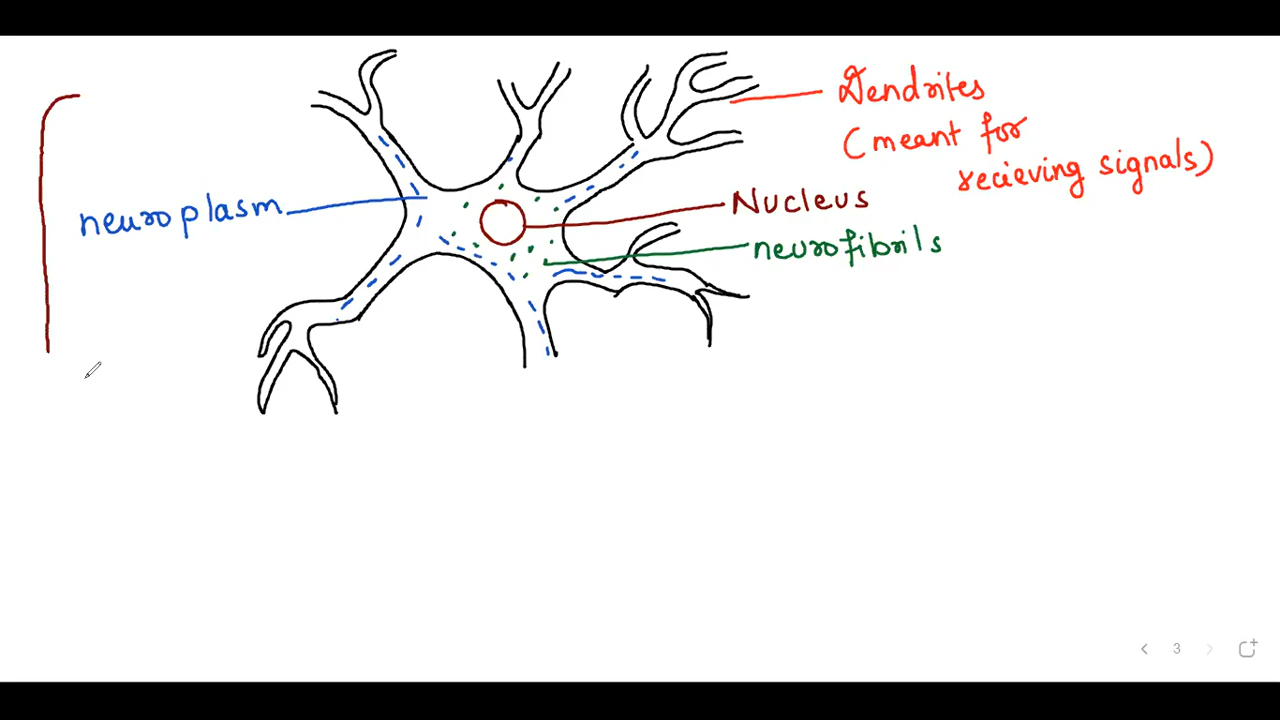 Dendrites
(meant for
recieving signals)
neuroplasm
Nucleus
neurofibrils
3